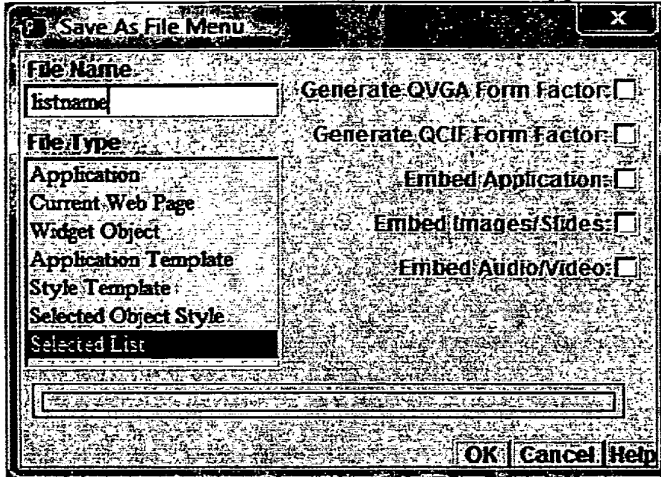 Save As File Menu
X
File Name
listname
File Type
Application
Current Web Page
Widget Object
Application Template
Style Template
Selected Object Style
Selected List
Generate QVGA Form Factor:
Generate QCIF Form Factor:
Embed Application:
Embed Images/Slides:
Embed Audio/Video:
OK Cancel Help